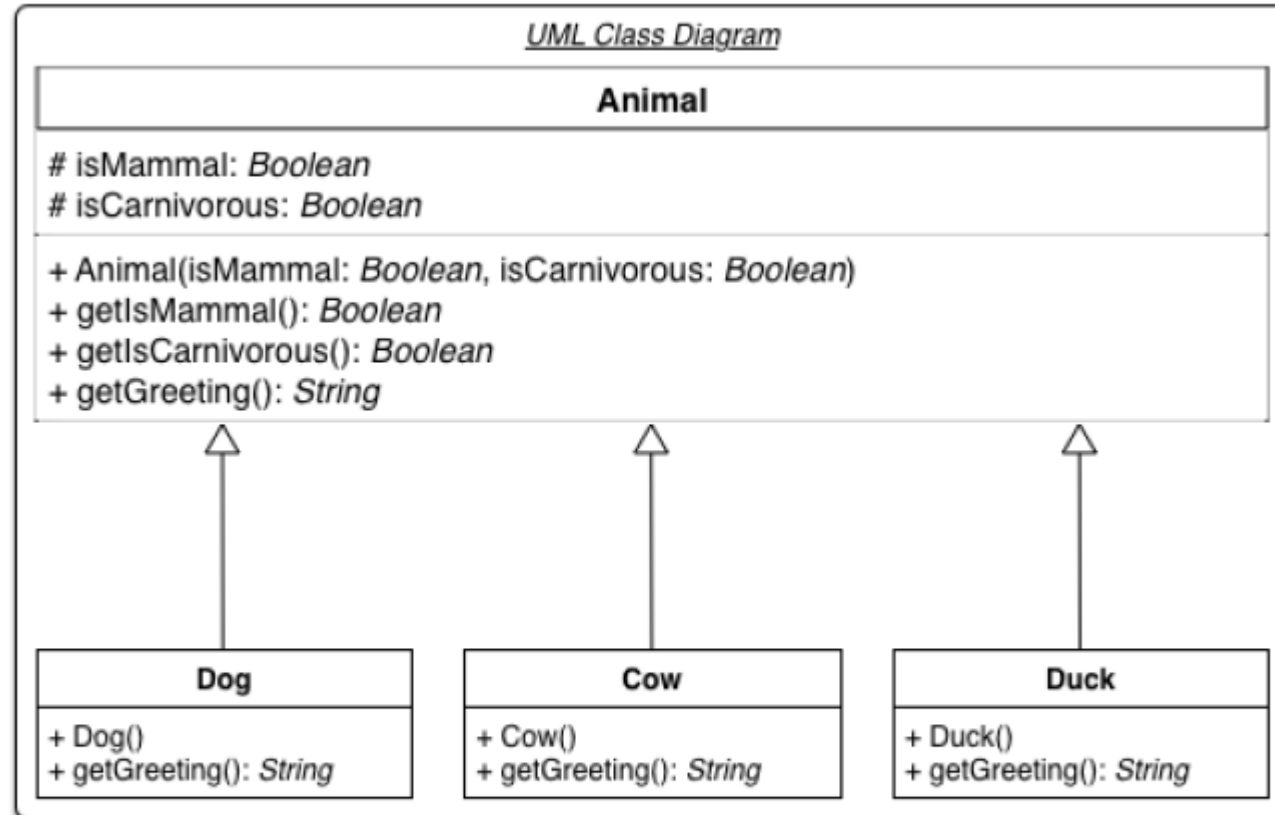 UML Class Diagram
Animal
# isMammal: Boolean
# isCarnivorous: Boolean
+ Animal(isMammal: Boolean, isCarnivorous: Boolean)
+ getIsMammal(): Boolean
+ getIsCarnivorous(): Boolean
+ getGreeting(): String
Dog
+ Dog()
+ getGreeting(): String
Cow
+ Cow()
+ getGreeting(): String
Duck
+ Duck()
+ getGreeting(): String